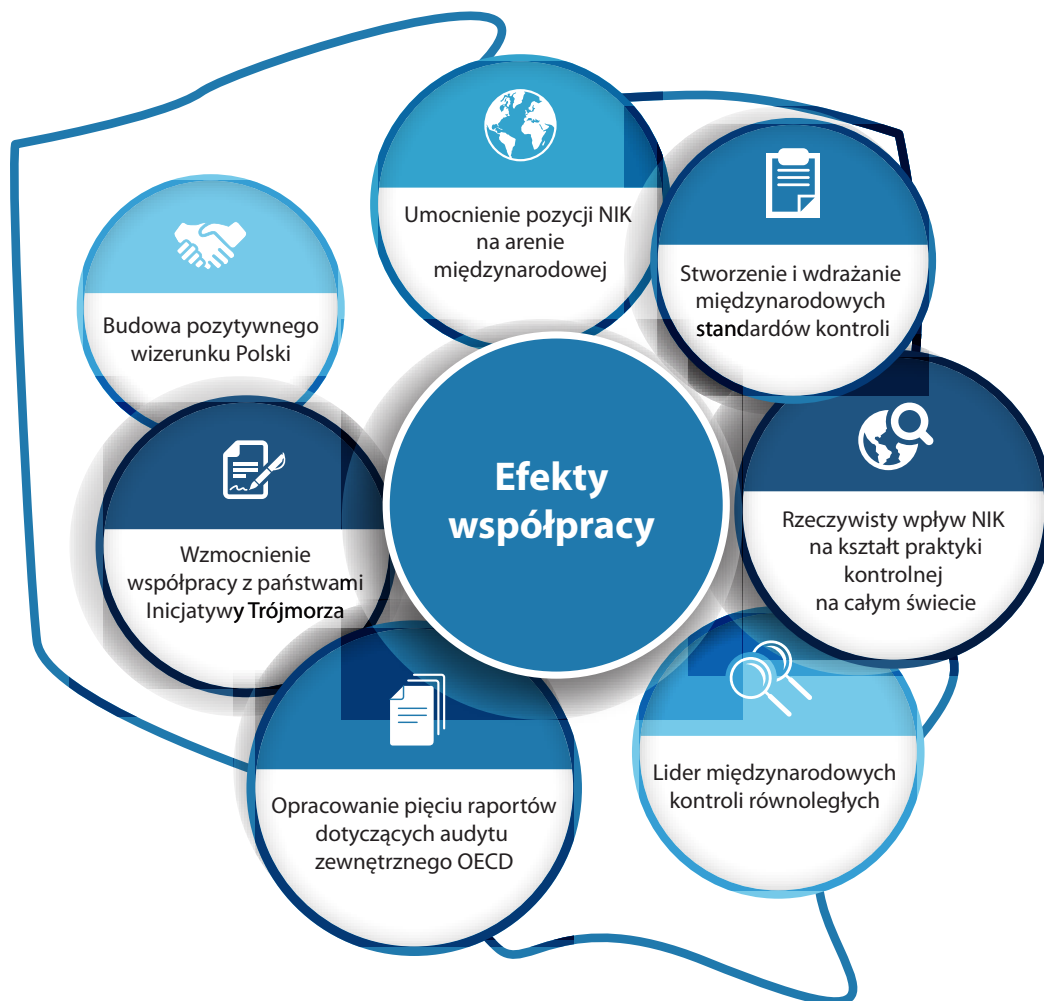 Umocnienie pozycji NIK
na arenie
międzynarodowej
Stworzenie i wdrażanie
międzynarodowych
standardów kontroli
Budowa pozytywnego
wizerunku Polski
Efekty
współpracy
Rzeczywisty wpływ NIK
na kształt praktyki
kontrolnej
na całym świecie
Wzmocnienie
współpracy z państwami
Inicjatywy Trójmorza
Lider międzynarodowych
kontroli równoległych
Opracowanie pięciu raportów
dotyczących audytu
zewnętrznego OECD